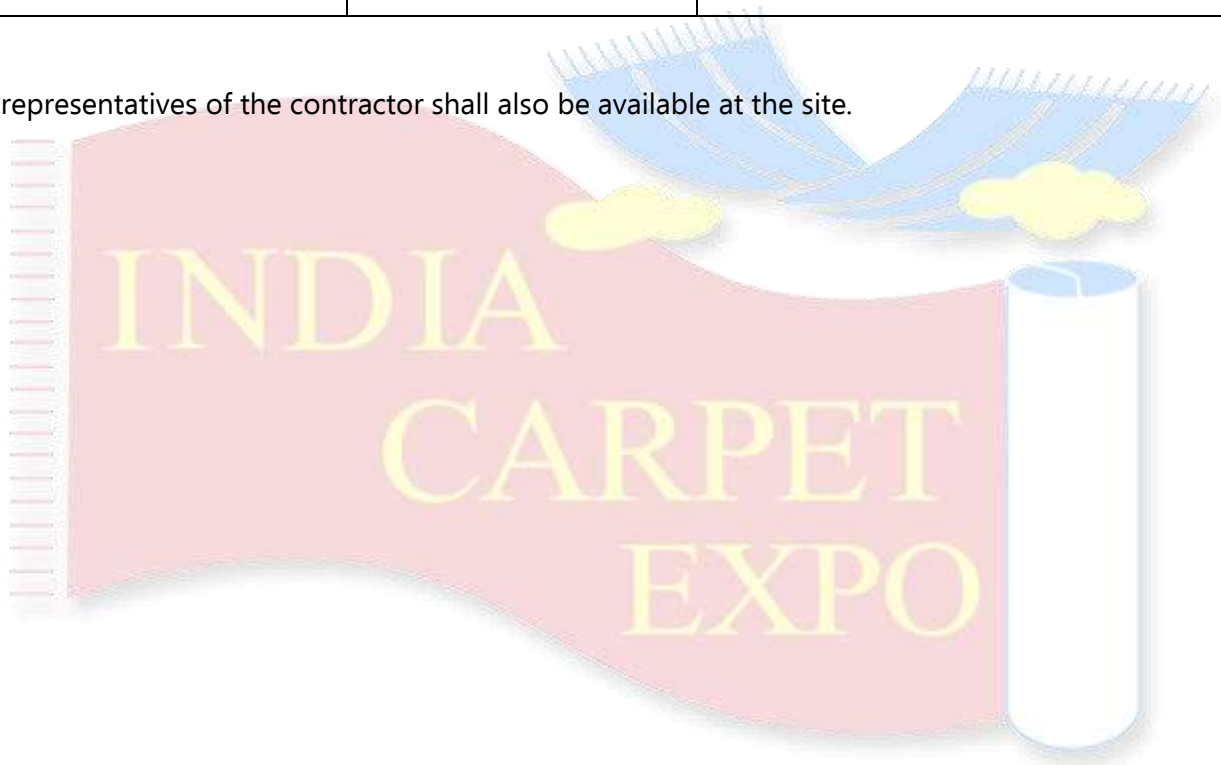 representatives of the contractor shall also be available at the site.
INDIA
CARPET
EXPO